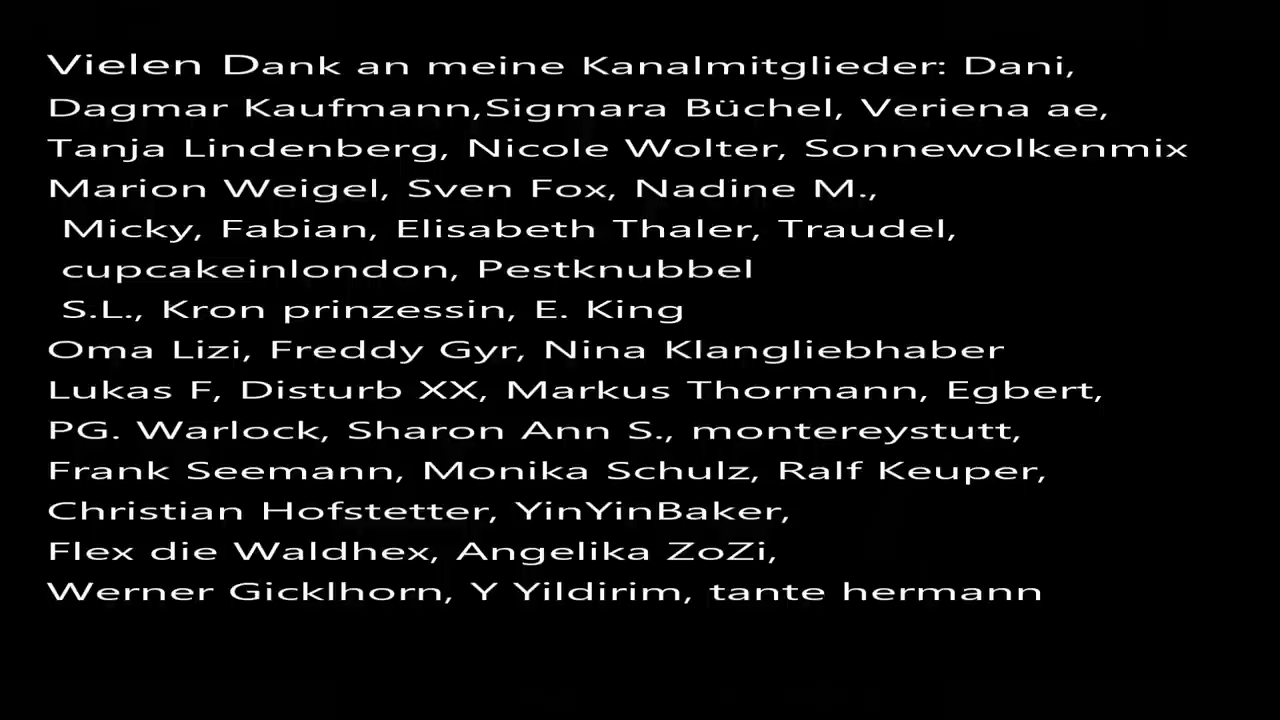 Vielen Dank an meine Kanalmitglieder: Dani,
Dagmar Kaufmann,Sigmara Büchel, Veriena ae,
Tanja Lindenberg, Nicole Wolter, Sonnewolkenmix
Marion Weigel, Sven Fox, Nadine M.,
Micky, Fabian, Elisabeth Thaler, Traudel,
cupcakeinlondon, Pestknubbel
S.L., Kron prinzessin, E. King
Oma Lizi, Freddy Gyr, Nina Klangliebhaber
Lukas F, Disturb XX, Markus Thormann, Egbert,
PG. Warlock, Sharon Ann S., montereystutt,
Frank Seemann, Monika Schulz, Ralf Keuper,
Christian Hofstetter, YinYinBaker,
Flex die Waldhex, Angelika ZoZi,
Werner Gicklhorn, Y Yildirim, tante hermann